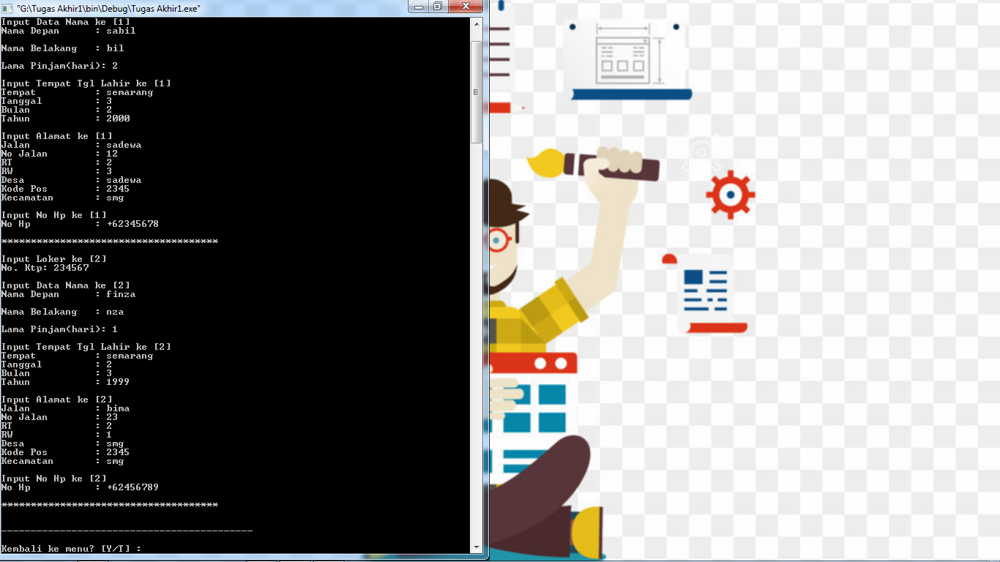 "G:\Tugas Akhir1\bin\Debug\Tugas Akhir1.exe"
Input Data Nama ke [1]
Nama Depan      : sabil
Nama Belakang   : bil
Lama Pinjam(hari): 2
Input Tempat Tgl Lahir ke [1]
Tempat          : semarang
Tanggal         : 3
Bulan           : 2
Tahun           : 2000
Input Alamat ke [1]
Jalan           : sadewa
No Jalan        : 12
RT              : 2
RW              : 3
Desa            : sadewa
Kode Pos        : 2345
Kecamatan       : smg
Input No Hp ke [1]
No Hp           : +62345678
*************************************
Input Loker ke [2]
No. Ktp: 234567
Input Data Nama ke [2]
Nama Depan      : finza
Nama Belakang   : nza
Lama Pinjam(hari): 1
Input Tempat Tgl Lahir ke [2]
Tempat          : semarang
Tanggal         : 2
Bulan           : 3
Tahun           : 1999
Input Alamat ke [2]
Jalan           : bima
No Jalan        : 23
RT              : 2
RW              : 1
Desa            : smg
Kode Pos        : 2345
Kecamatan       : smg
Input No Hp ke [2]
No Hp           : +62456789
*************************************
-------------------------------------------
Kembali ke menu? [Y/T] :